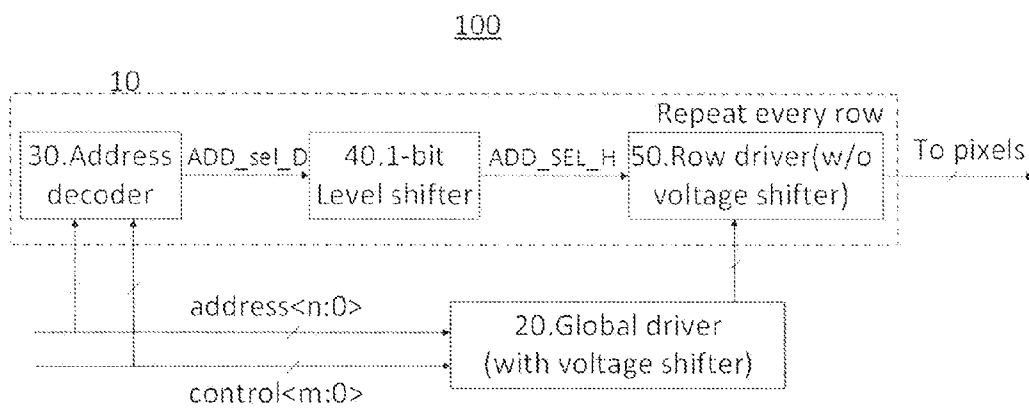 100
10
Repeat every row
30.Address
decoder
ADD_sel_D
40.1-bit
Level shifter
ADD_SEL_H
50.Row driver(w/o
voltage shifter)
To pixels
address<n:0>
20.Global driver
(with voltage shifter)
control<m:0>